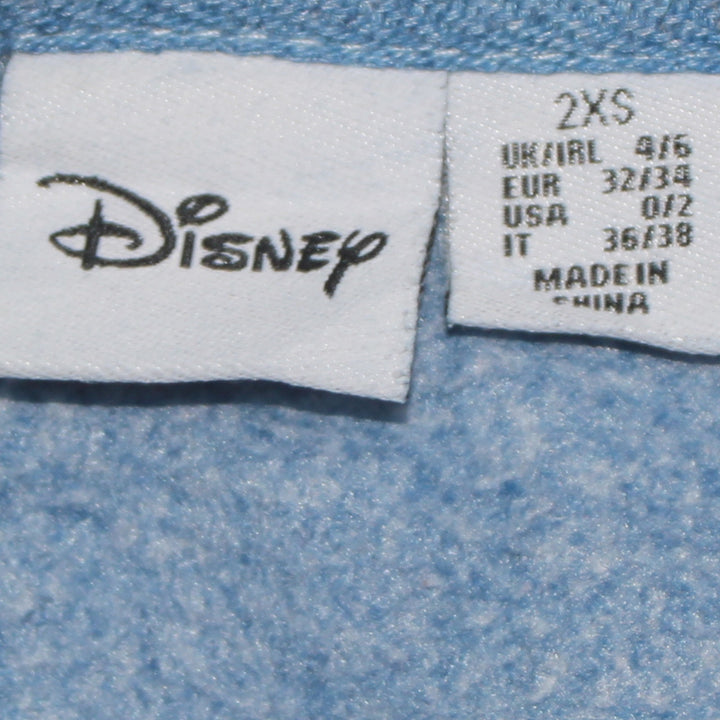 Disney
2XS
UK/IRL 4/6
EUR 32/34
USA 0/2
IT 36/38
MADE IN
CHINA